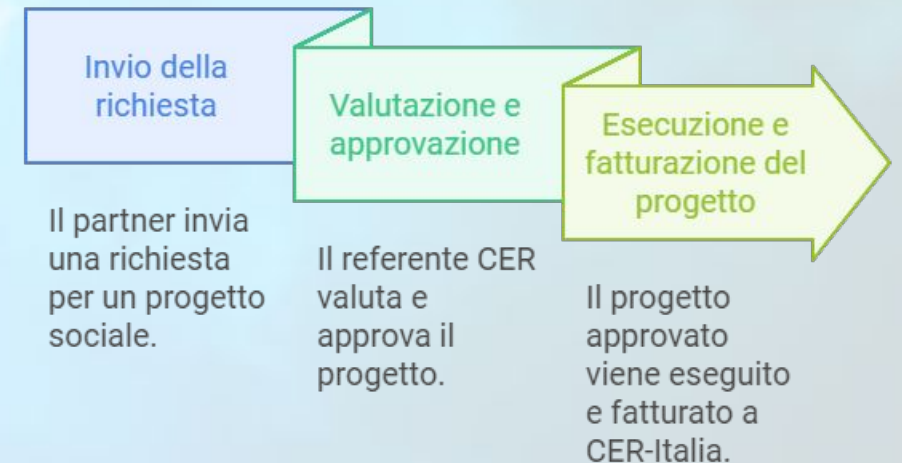 Invio della
richiesta
Il partner invia
una richiesta
per un progetto
sociale.
Valutazione e
approvazione
Il referente CER
valuta e
approva il
progetto.
Esecuzione e
fatturazione del
progetto
Il progetto
approvato
viene eseguito
e fatturato a
CER-Italia.